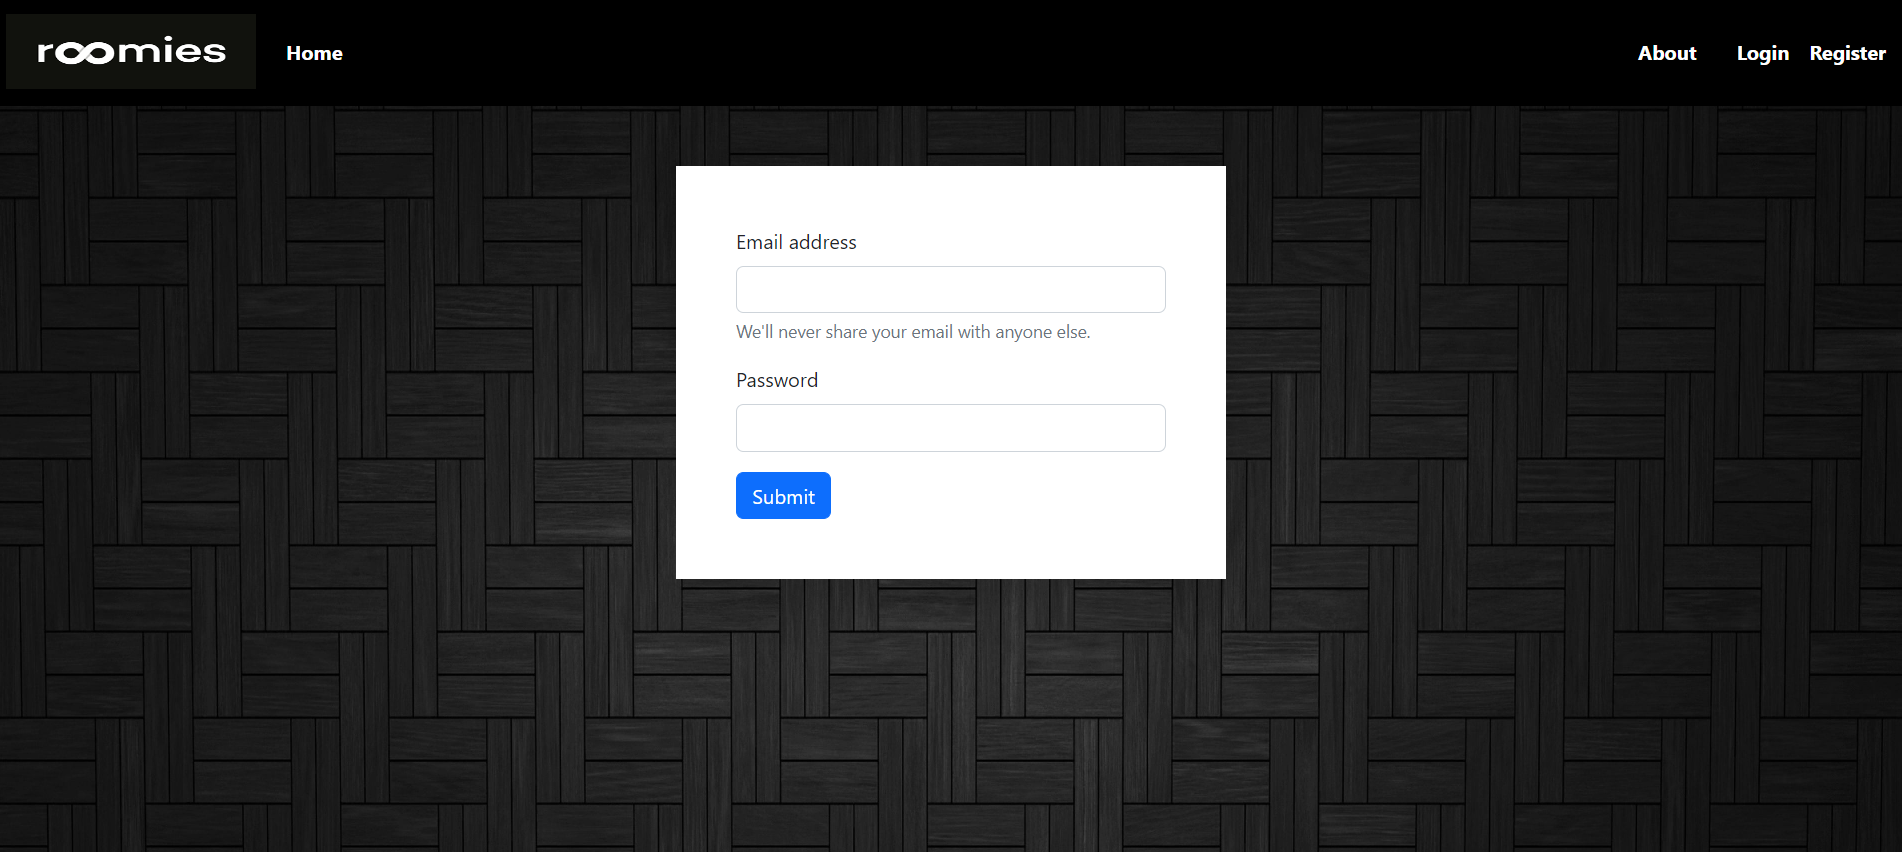 roomies
Home
About
Login
Register
Email address
We'll never share your email with anyone else.
Password
Submit